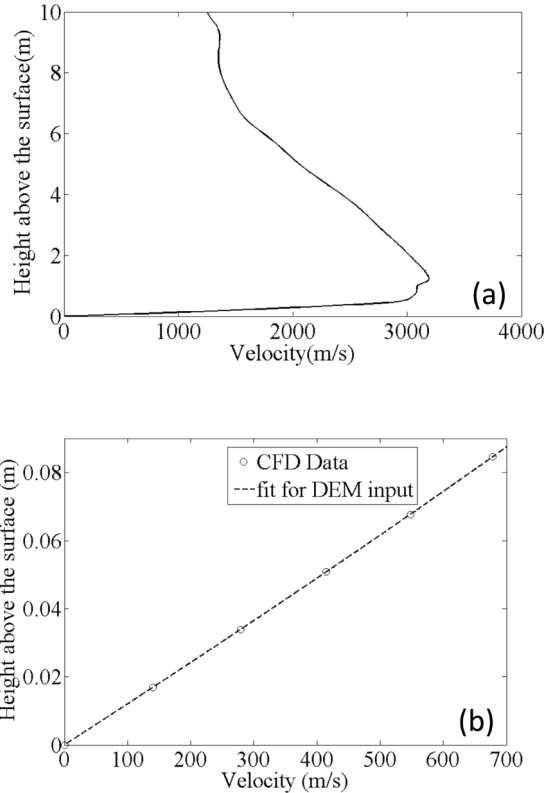 10
8
6
4
2
0
Height above the surface(m)
(a)
0 1000 2000 3000 4000
Velocity(m/s)
0.08
0.06
0.04
0.02
0
Height above the surface (m)
CFD Data
fit for DEM input
(b)
0 100 200 300 400 500 600 700
Velocity (m/s)